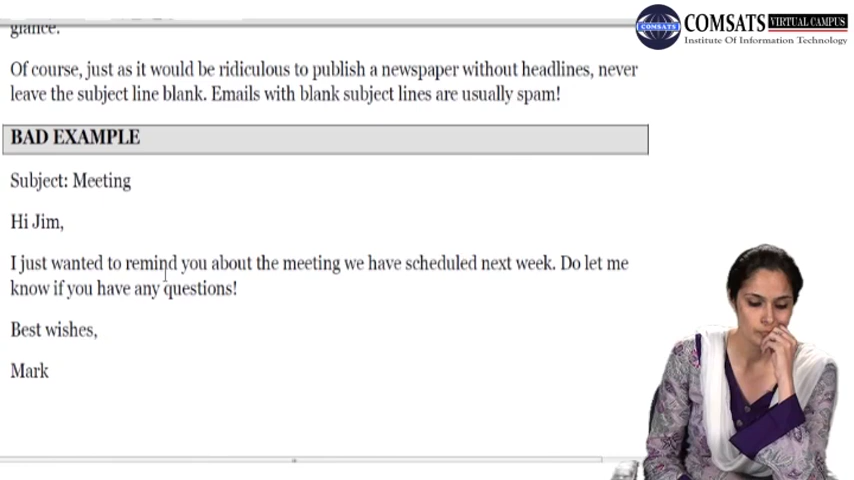 COMSATS VIRTUAL CAMPUS
COMSATS
Institute Of Information Technology
glance.
Of course, just as it would be ridiculous to publish a newspaper without headlines, never
leave the subject line blank. Emails with blank subject lines are usually spam!
BAD EXAMPLE
Subject: Meeting
Hi Jim,
I just wanted to remind you about the meeting we have scheduled next week. Do let me
know if you have any questions!
Best wishes,
Mark